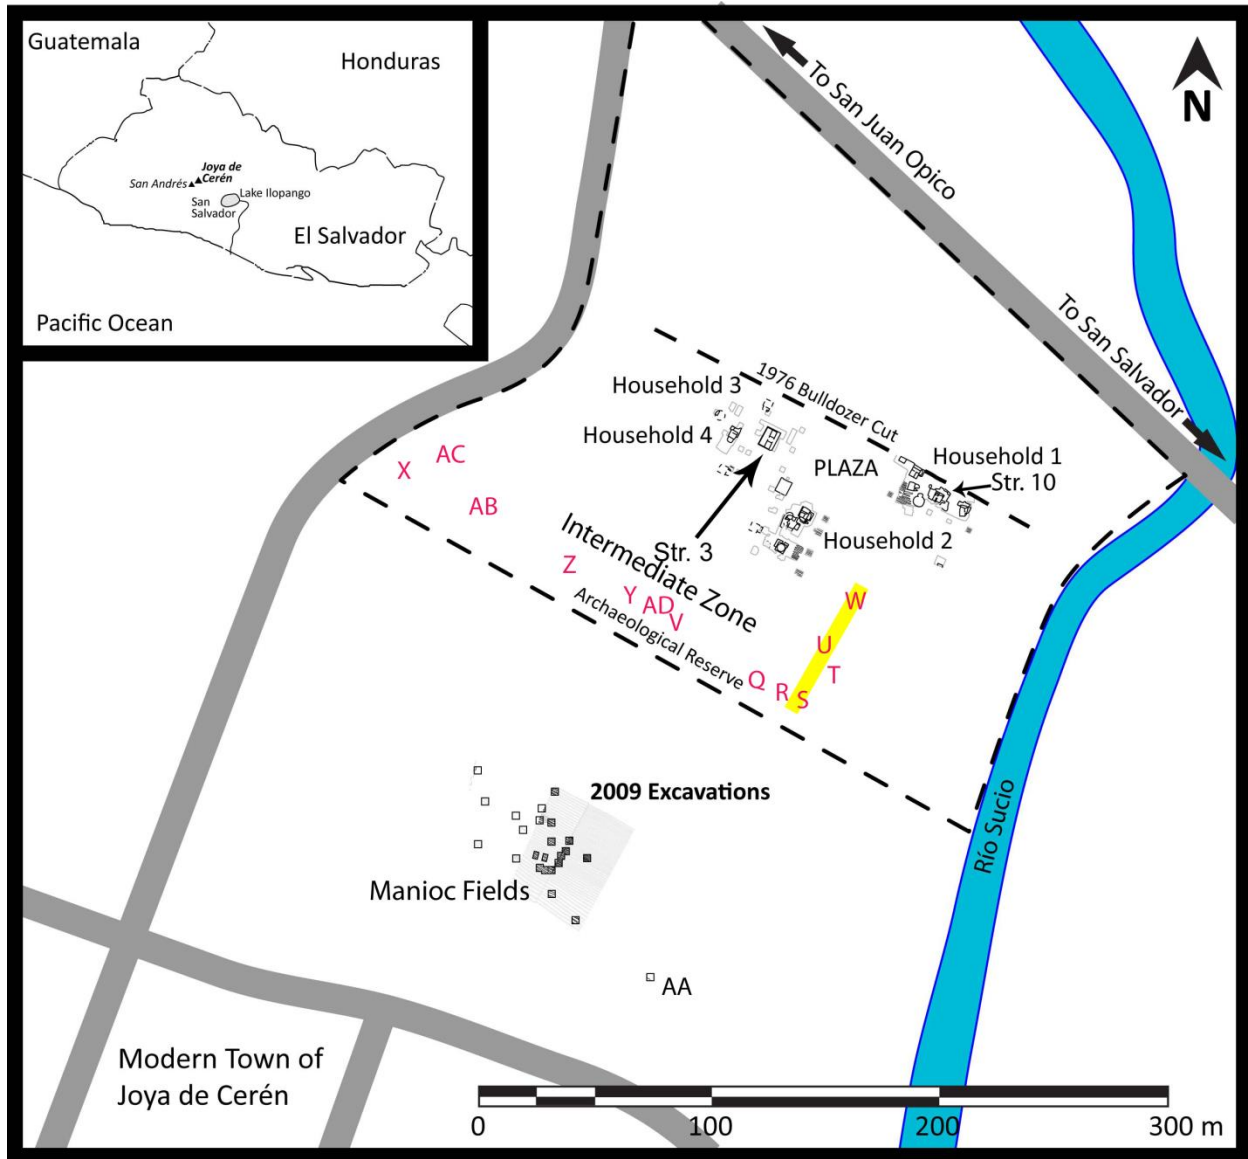 Guatemala
Honduras
Joya de
Cerén
San Andrés
Lake Ilopango
San
Salvador
El Salvador
Pacific Ocean
N
To San Juan Opico
To San Salvador
1976 Bulldozer Cut
Household 3
Household 4
PLAZA
Household 1
Str. 10
Str. 3
Household 2
X
AC
AB
Z
Y
AD
V
Intermediate Zone
Archaeological Reserve
W
U
T
Q
R
S
2009 Excavations
Manioc Fields
AA
Río Sucio
Modern Town of
Joya de Cerén
0 100 200 300 m